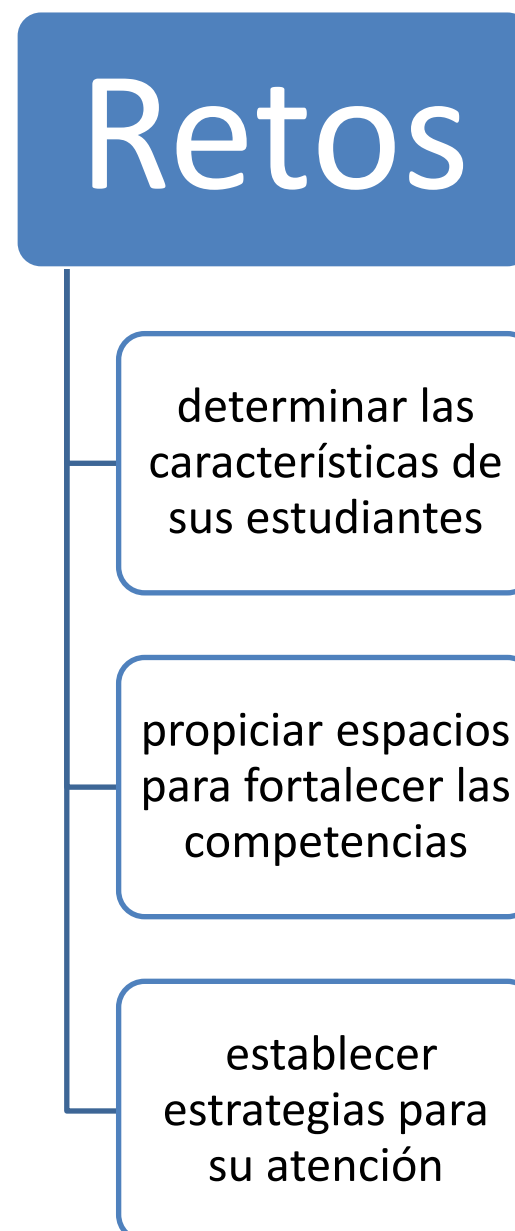 Retos
determinar las
características de
sus estudiantes
propiciar espacios
para fortalecer las
competencias
establecer
estrategias para
su atención